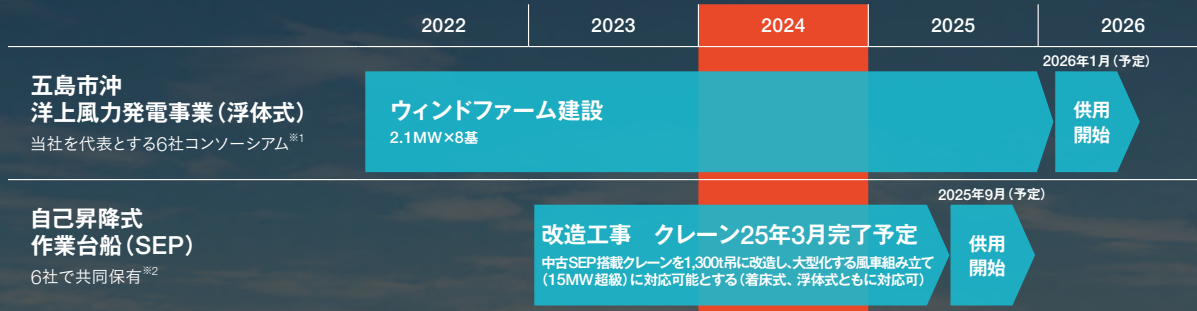 2022 2023 2024 2025 2026
五島市沖
洋上風力発電事業（浮体式）
当社を代表とする6社コンソーシアム※1
ウィンドファーム建設
2.1MW×8基
2026年1月（予定）
供用
開始
自己昇降式
作業台船（SEP）
6社で共同保有※2
改造工事　クレーン25年3月完了予定
中古SEP搭載クレーンを1,300t吊に改造し、大型化する風車組み立て
（15MW超級）に対応可能とする（着床式、浮体式ともに対応可）
2025年9月（予定）
供用
開始